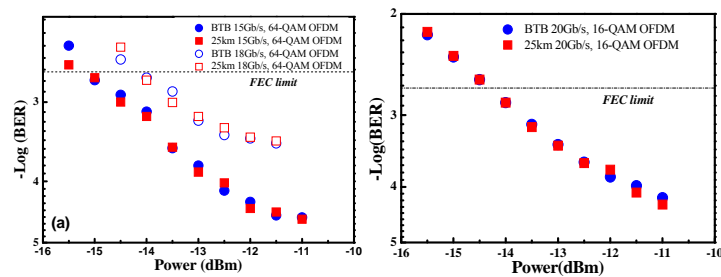 BTB 15Gb/s, 64-QAM OFDM
25km 15Gb/s, 64-QAM OFDM
BTB 18Gb/s, 64-QAM OFDM
25km 18Gb/s, 64-QAM OFDM
FEC limit
-Log (BER)
3
4
5
(a)
-16 -15 -14 -13 -12 -11 -10
Power (dBm)
BTB 20Gb/s, 16-QAM OFDM
25km 20Gb/s, 16-QAM OFDM
FEC limit
-Log(BER)
2
3
4
5
-16 -15 -14 -13 -12 -11 -10
Power(dBm)